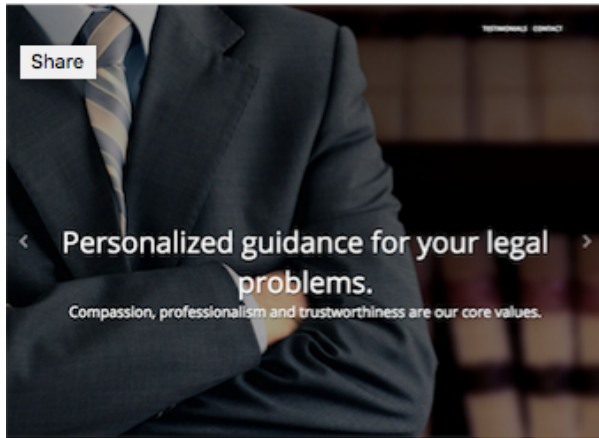 TESTIMONIALS CONTACT
Share
Personalized guidance for your legal
problems.
Compassion, professionalism and trustworthiness are our core values.